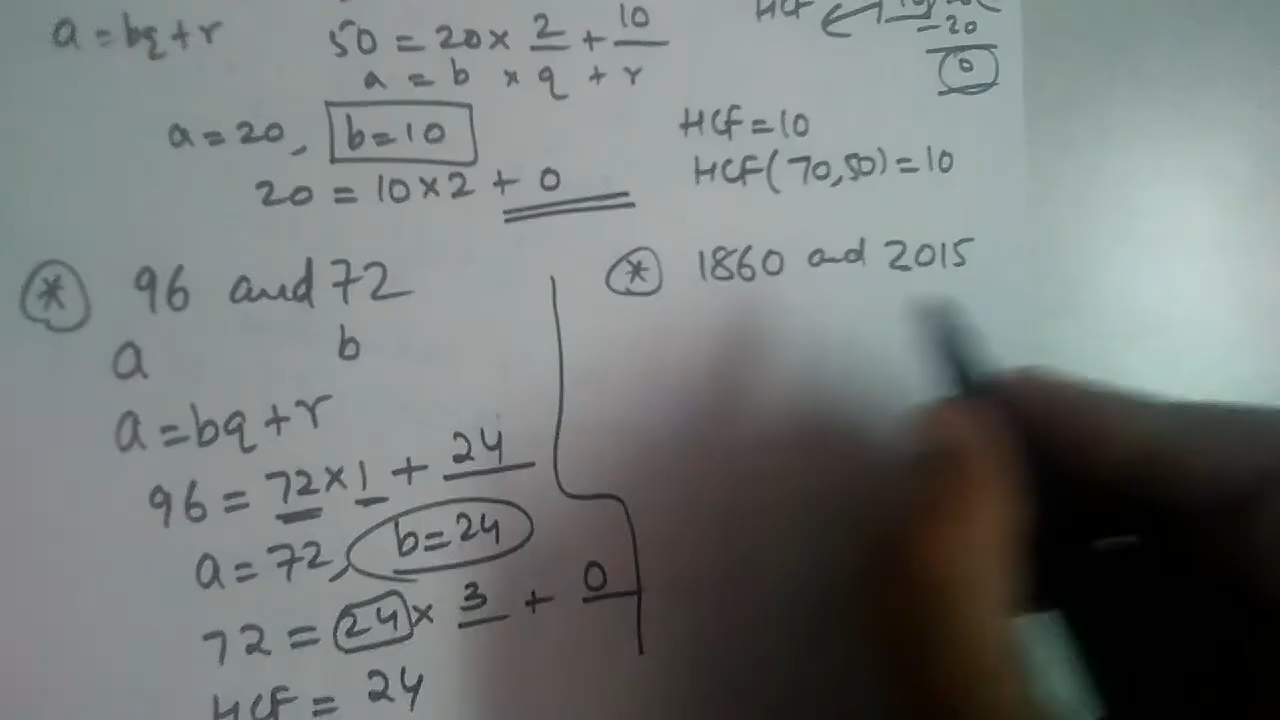 a = bq + r
50 = 20 × 2 + 10
a = b × q + r
a = 20, b = 10
20 = 10 × 2 + 0
HCF
- 20
0
HCF = 10
HCF(70,50) = 10
* 96 and 72
a b
a = bq + r
96 = 72 × 1 + 24
a = 72, b = 24
72 = 24 × 3 + 0
HCF = 24
* 1860 and 2015